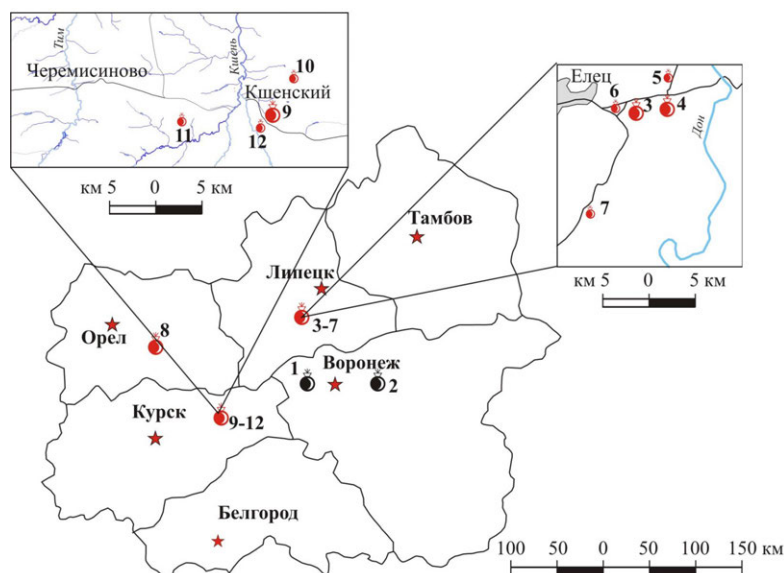 Тим
Кшень
Черемисиново
10
Кщенский
9
11
12
км 5 0 5 км
Елец
5
6
3
4
Дон
7
км 5 0 5 км
Тамбов
Липецк
3-7
8
Орел
Воронеж
1
2
Курск
9-12
Белгород
100 50 0 50 100 150 км